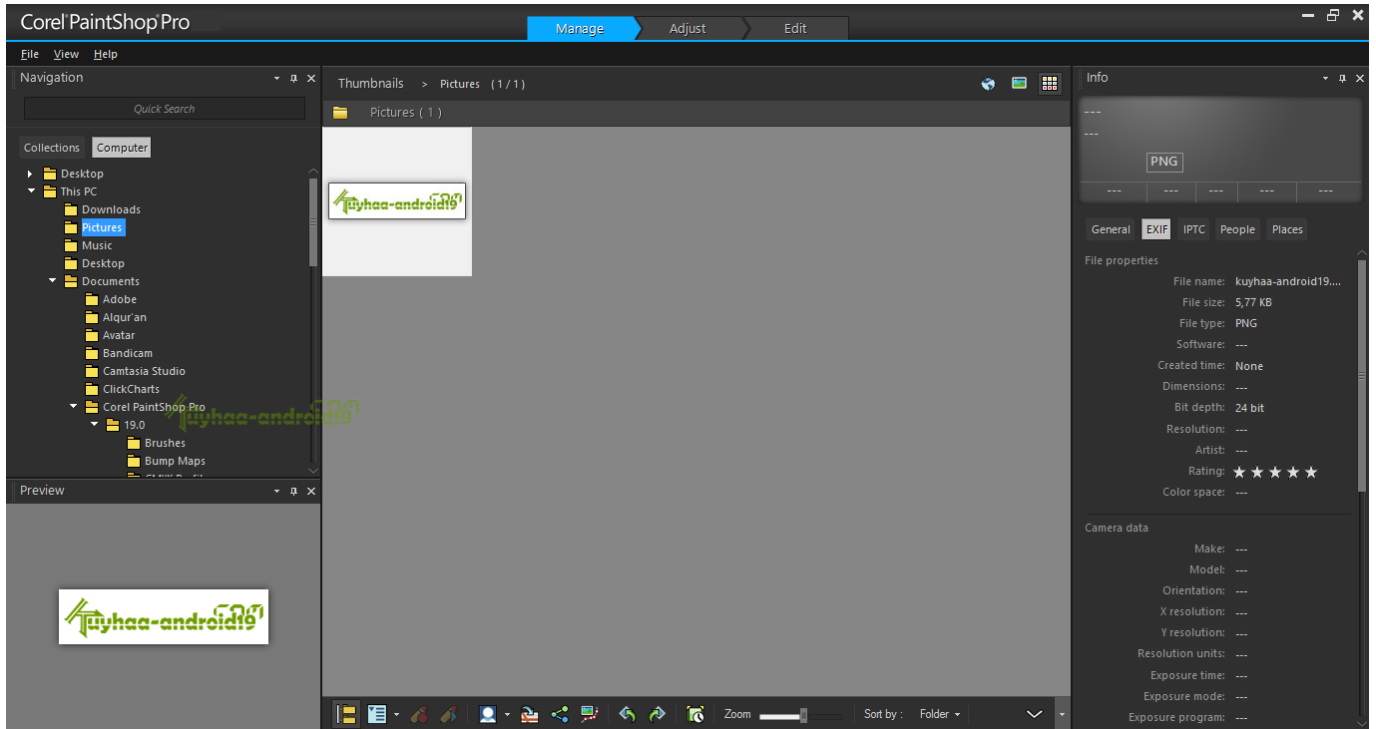 Corel PaintShop Pro
Manage
Adjust
Edit
File View Help
Navigation
Quick Search
Collections
Computer
Desktop
This PC
Downloads
Pictures
Music
Desktop
Documents
Adobe
Alqur'an
Avatar
Bandicam
Camtasia Studio
ClickCharts
Corel PaintShop Pro
19.0
Brushes
Bump Maps
Preview
kuyhaa-android19
Thumbnails > Pictures (1/1)
Pictures ( 1 )
kuyhaa-android19
kuyhaa-android19
Zoom
Sort by : Folder
Info
---
---
PNG
--- --- --- --- ---
General EXIF IPTC People Places
File properties
File name: kuyhaa-android19....
File size: 5,77 KB
File type: PNG
Software: ---
Created time: None
Dimensions: ---
Bit depth: 24 bit
Resolution: ---
Artist: ---
Rating: ★ ★ ★ ★ ★
Color space: ---
Camera data
Make: ---
Model: ---
Orientation: ---
X resolution: ---
Y resolution: ---
Resolution units: ---
Exposure time: ---
Exposure mode: ---
Exposure program: ---